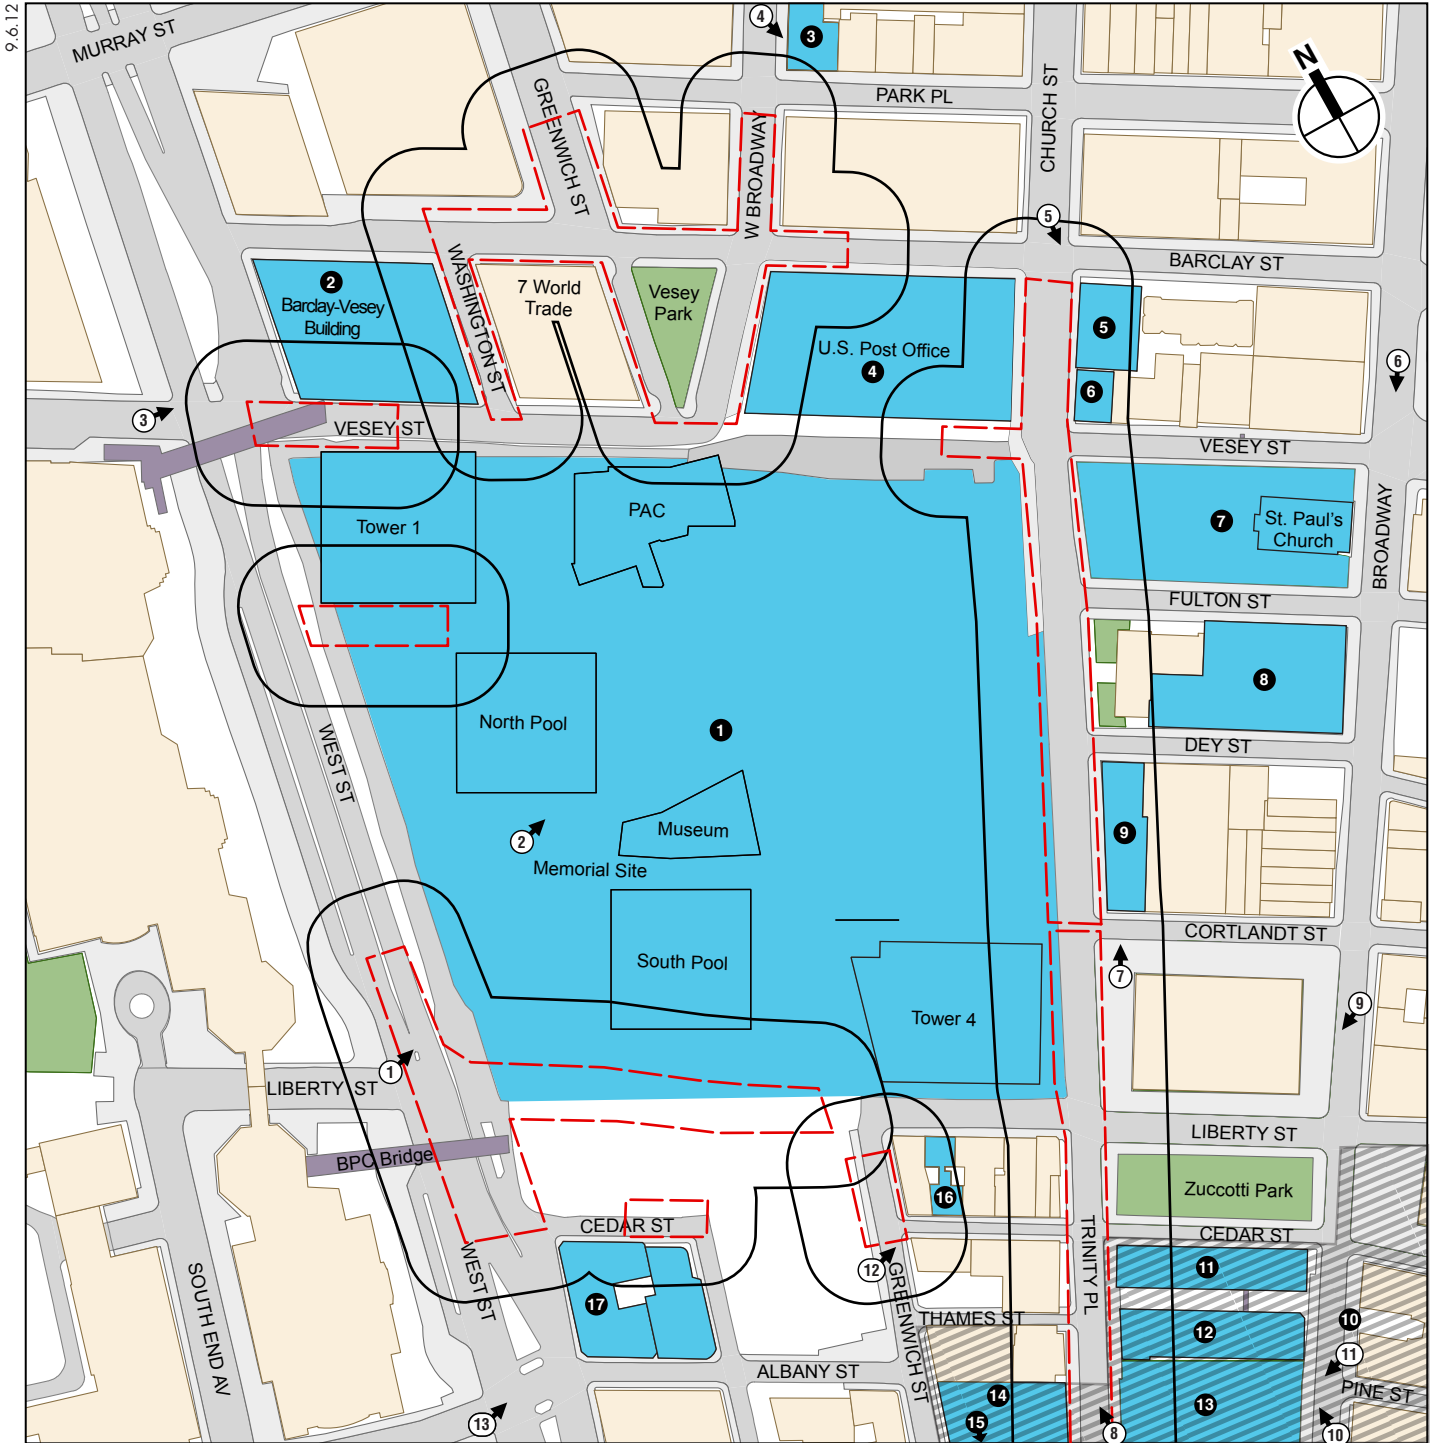 9.6.12
MURRAY ST
4
3
N
PARK PL
GREENWICH ST
W BROADWAY
CHURCH ST
5
BARCLAY ST
WASHINGTON ST
2
Barclay-Vesey
Building
7 World
Trade
Vesey
Park
U.S. Post Office
4
5
6
6
3
VESEY ST
VESEY ST
BROADWAY
Tower 1
PAC
7
St. Paul's
Church
FULTON ST
8
North Pool
1
WEST ST
DEY ST
2
Museum
Memorial Site
9
CORTLANDT ST
South Pool
Tower 4
7
9
1
LIBERTY ST
LIBERTY ST
BPC Bridge
16
Zuccotti Park
CEDAR ST
TRINITY PL
CEDAR ST
SOUTH END AV
WEST ST
12
GREENWICH ST
11
17
THAMES ST
12
10
11
ALBANY ST
PINE ST
14
15
13
13
8
10